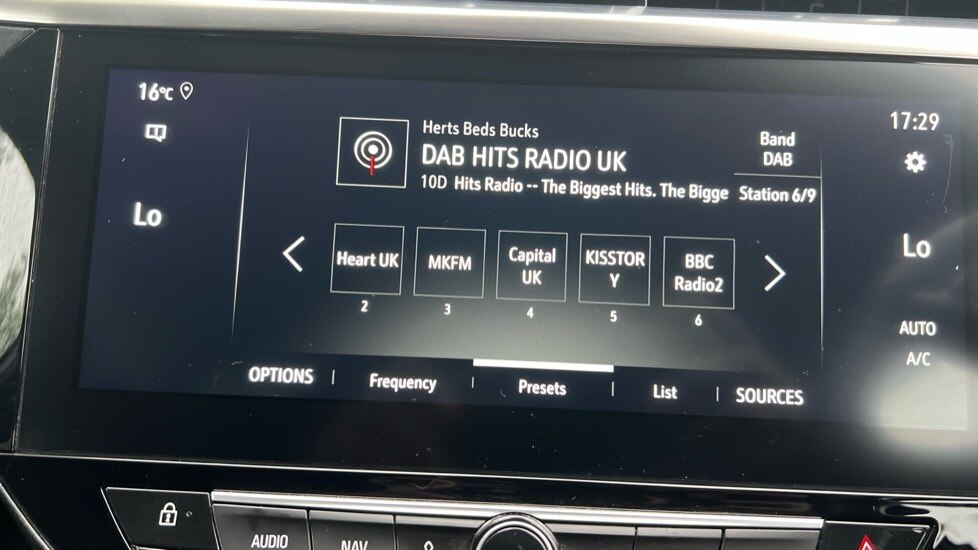 16°C
17:29
Herts Beds Bucks
DAB HITS RADIO UK
10D Hits Radio -- The Biggest Hits. The Bigge
Band
DAB
Station 6/9
Lo
Lo
Heart UK
2
MKFM
3
Capital
UK
4
KISSTOR
Y
5
BBC
Radio2
6
AUTO
A/C
OPTIONS | Frequency | Presets | List | SOURCES
AUDIO
NAV